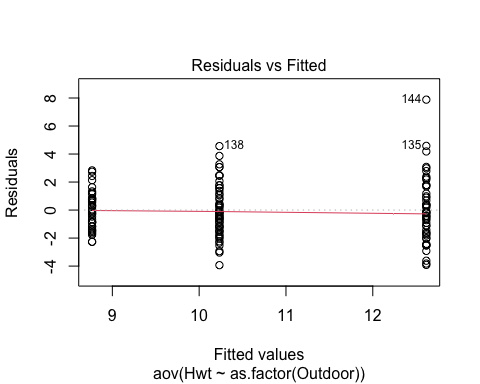 Residuals vs Fitted
Residuals
8
6
4
2
0
-2
-4
144
138
135
9 10 11 12
Fitted values
aov(Hwt ~ as.factor(Outdoor))